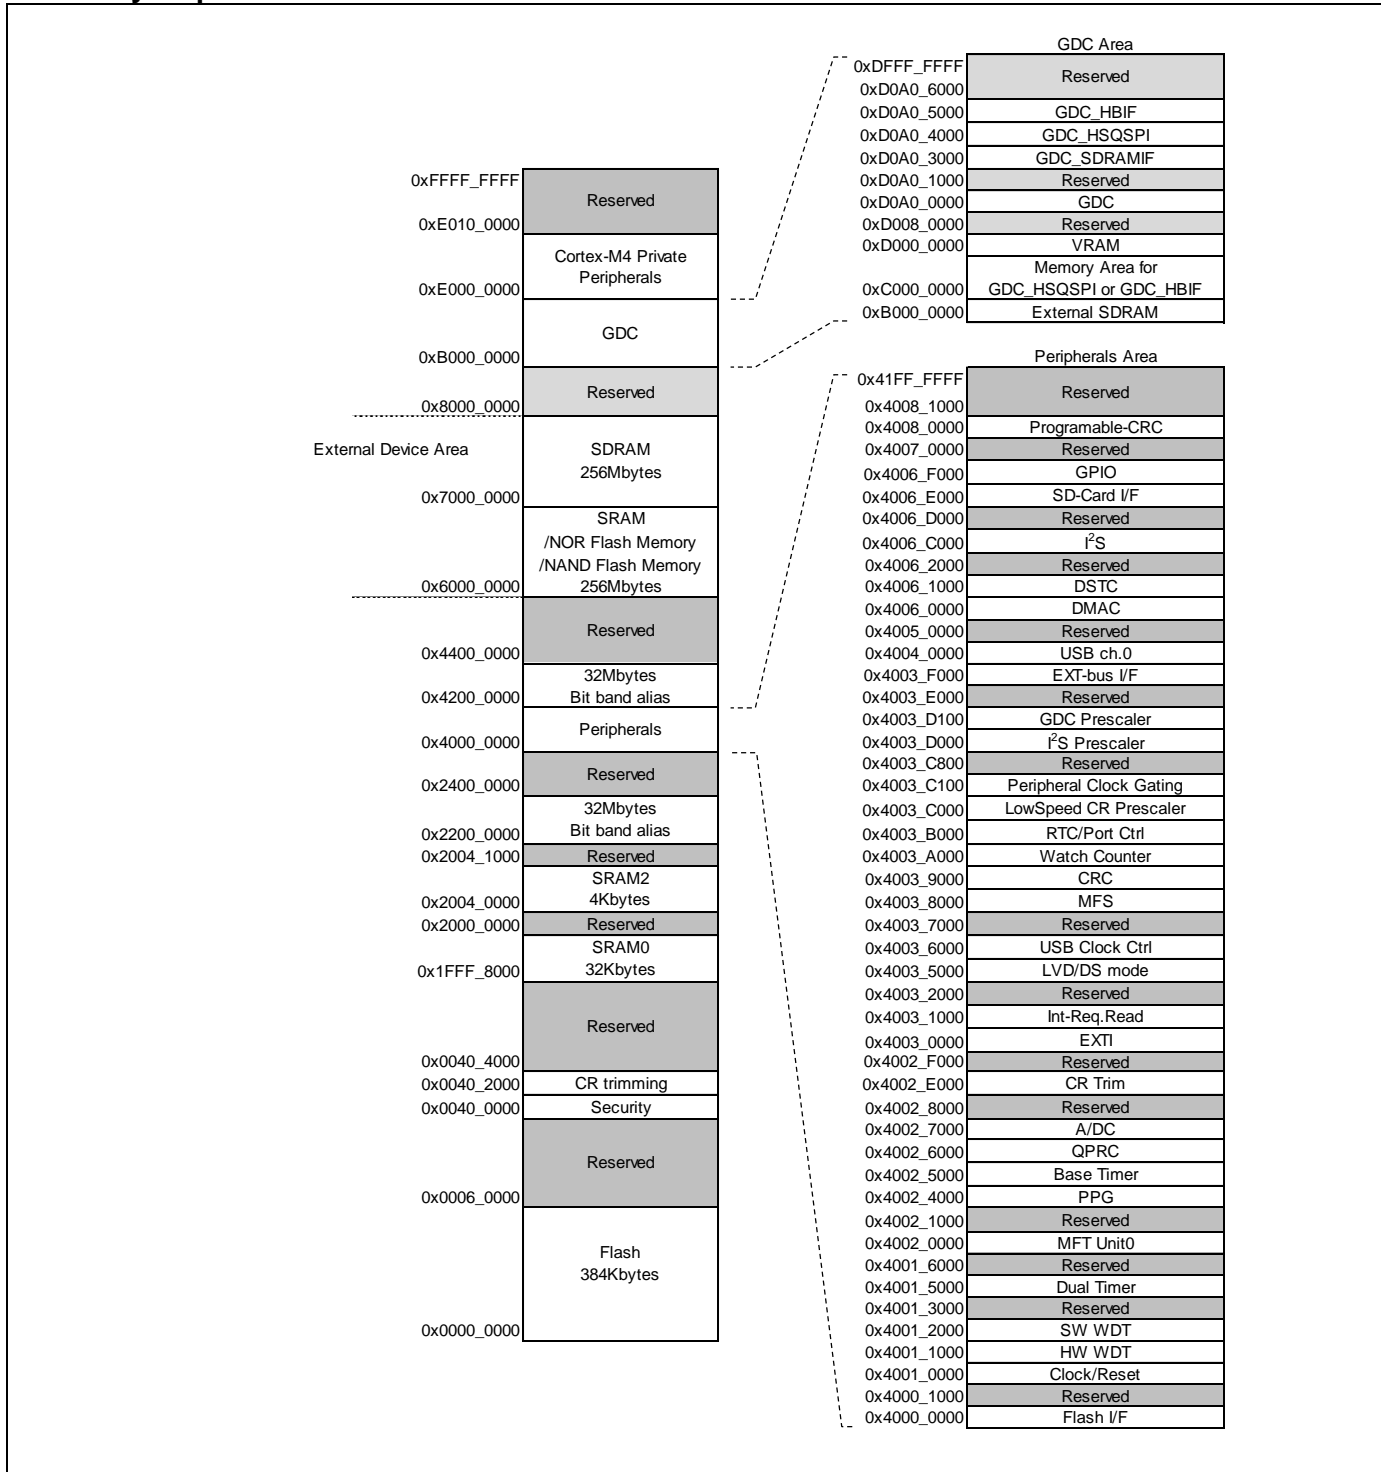 0xFFFF_FFFF
Reserved
0xE010_0000
Cortex-M4 Private
Peripherals
0xE000_0000
GDC
0xB000_0000
Reserved
0x8000_0000
External Device Area
SDRAM
256Mbytes
0x7000_0000
SRAM
/NOR Flash Memory
/NAND Flash Memory
0x6000_0000 256Mbytes
Reserved
0x4400_0000
32Mbytes
0x4200_0000 Bit band alias
Peripherals
0x4000_0000
Reserved
0x2400_0000
32Mbytes
0x2200_0000 Bit band alias
0x2004_1000 Reserved
SRAM2
0x2004_0000 4Kbytes
0x2000_0000 Reserved
SRAM0
0x1FFF_8000 32Kbytes
Reserved
0x0040_4000
0x0040_2000 CR trimming
0x0040_0000 Security
Reserved
0x0006_0000
Flash
384Kbytes
0x0000_0000
GDC Area
0xDFFF_FFFF
Reserved
0xD0A0_6000
0xD0A0_5000 GDC_HBIF
0xD0A0_4000 GDC_HSQSPI
0xD0A0_3000 GDC_SDRAMIF
0xD0A0_1000 Reserved
0xD0A0_0000 GDC
0xD008_0000 Reserved
0xD000_0000 VRAM
Memory Area for
0xC000_0000 GDC_HSQSPI or GDC_HBIF
0xB000_0000 External SDRAM
Peripherals Area
0x41FF_FFFF
Reserved
0x4008_1000
0x4008_0000 Programable-CRC
0x4007_0000 Reserved
0x4006_F000 GPIO
0x4006_E000 SD-Card I/F
0x4006_D000 Reserved
0x4006_C000 I2S
0x4006_2000 Reserved
0x4006_1000 DSTC
0x4006_0000 DMAC
0x4005_0000 Reserved
0x4004_0000 USB ch.0
0x4003_F000 EXT-bus I/F
0x4003_E000 Reserved
0x4003_D100 GDC Prescaler
0x4003_D000 I2S Prescaler
0x4003_C800 Reserved
0x4003_C100 Peripheral Clock Gating
0x4003_C000 LowSpeed CR Prescaler
0x4003_B000 RTC/Port Ctrl
0x4003_A000 Watch Counter
0x4003_9000 CRC
0x4003_8000 MFS
0x4003_7000 Reserved
0x4003_6000 USB Clock Ctrl
0x4003_5000 LVD/DS mode
0x4003_2000 Reserved
0x4003_1000 Int-Req.Read
0x4003_0000 EXTI
0x4002_F000 Reserved
0x4002_E000 CR Trim
0x4002_8000 Reserved
0x4002_7000 A/DC
0x4002_6000 QPRC
0x4002_5000 Base Timer
0x4002_4000 PPG
0x4002_1000 Reserved
0x4002_0000 MFT Unit0
0x4001_6000 Reserved
0x4001_5000 Dual Timer
0x4001_3000 Reserved
0x4001_2000 SW WDT
0x4001_1000 HW WDT
0x4001_0000 Clock/Reset
0x4000_1000 Reserved
0x4000_0000 Flash I/F